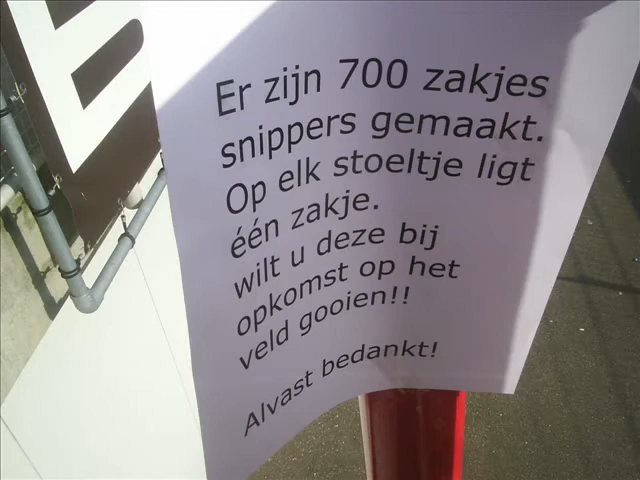 Er zijn 700 zakjes
snippers gemaakt.
Op elk stoeltje ligt
één zakje.
wilt u deze bij
opkomst op het
veld gooien!!
Alvast bedankt!